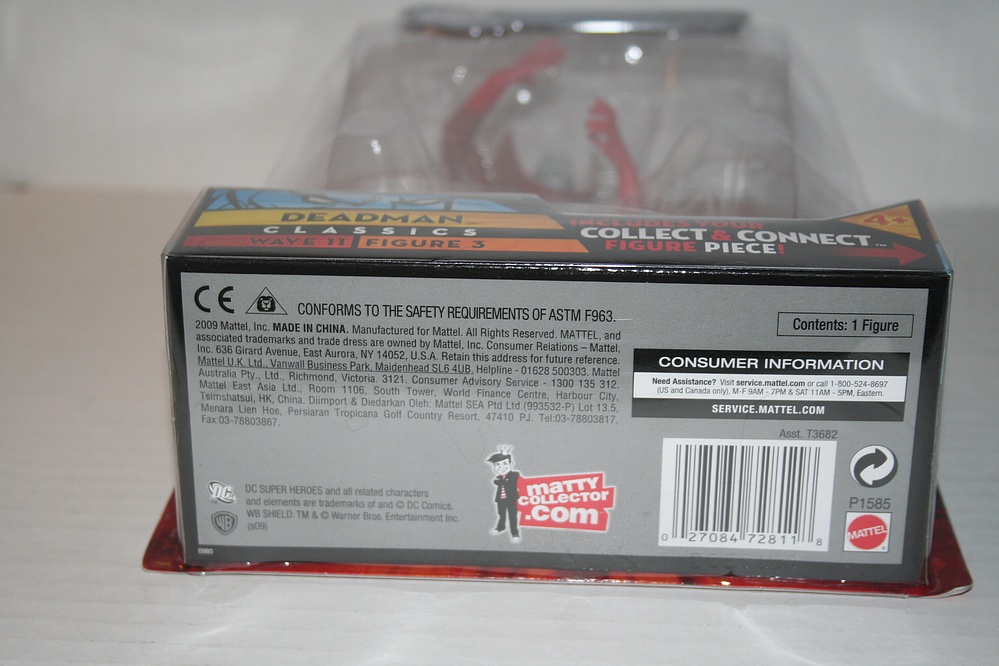 DEADMAN™
CLASSICS
WAVE 11 | FIGURE 3
INCLUDES YOUR
COLLECT & CONNECT™
FIGURE PIECE!
4+
CE
CONFORMS TO THE SAFETY REQUIREMENTS OF ASTM F963.
2009 Mattel, Inc. MADE IN CHINA. Manufactured for Mattel. All Rights Reserved. MATTEL, and
associated trademarks and trade dress are owned by Mattel, Inc. Consumer Relations – Mattel,
Inc. 636 Girard Avenue, East Aurora, NY 14052, U.S.A. Retain this address for future reference.
Mattel U.K. Ltd., Vanwall Business Park, Maidenhead SL6 4UB. Helpline - 01628 500303. Mattel
Australia Pty., Ltd., Richmond, Victoria. 3121. Consumer Advisory Service - 1300 135 312.
Mattel East Asia Ltd., Room 1106, South Tower, World Finance Centre, Harbour City,
Tsimshatsui, HK, China. Diimport & Diedarkan Oleh: Mattel SEA Ptd Ltd.(993532-P) Lot 13.5,
Menara Lien Hoe, Persiaran Tropicana Golf Country Resort, 47410 PJ. Tel:03-78803817,
Fax:03-78803867.
Contents: 1 Figure
CONSUMER INFORMATION
Need Assistance? Visit service.mattel.com or call 1-800-524-8697
(US and Canada only), M-F 9AM - 7PM & SAT 11AM - 5PM, Eastern.
SERVICE.MATTEL.COM
Asst. T3682
DC
DC SUPER HEROES and all related characters
and elements are trademarks of and © DC Comics.
WB SHIELD: TM & © Warner Bros. Entertainment Inc.
(s09)
WB
matty
COLLECTOR
.com
0 27084 72811 8
P1585
MATTEL
0980